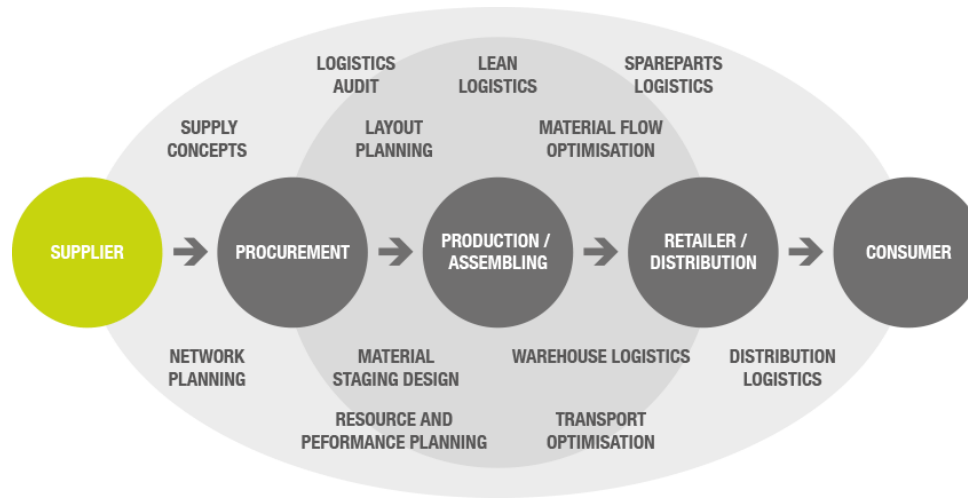 LOGISTICS
AUDIT
LEAN
LOGISTICS
SPAREPARTS
LOGISTICS
SUPPLY
CONCEPTS
LAYOUT
PLANNING
MATERIAL FLOW
OPTIMISATION
SUPPLIER
PROCUREMENT
PRODUCTION /
ASSEMBLING
RETAILER /
DISTRIBUTION
CONSUMER
NETWORK
PLANNING
MATERIAL
STAGING DESIGN
WAREHOUSE LOGISTICS
DISTRIBUTION
LOGISTICS
RESOURCE AND
PEFORMANCE PLANNING
TRANSPORT
OPTIMISATION